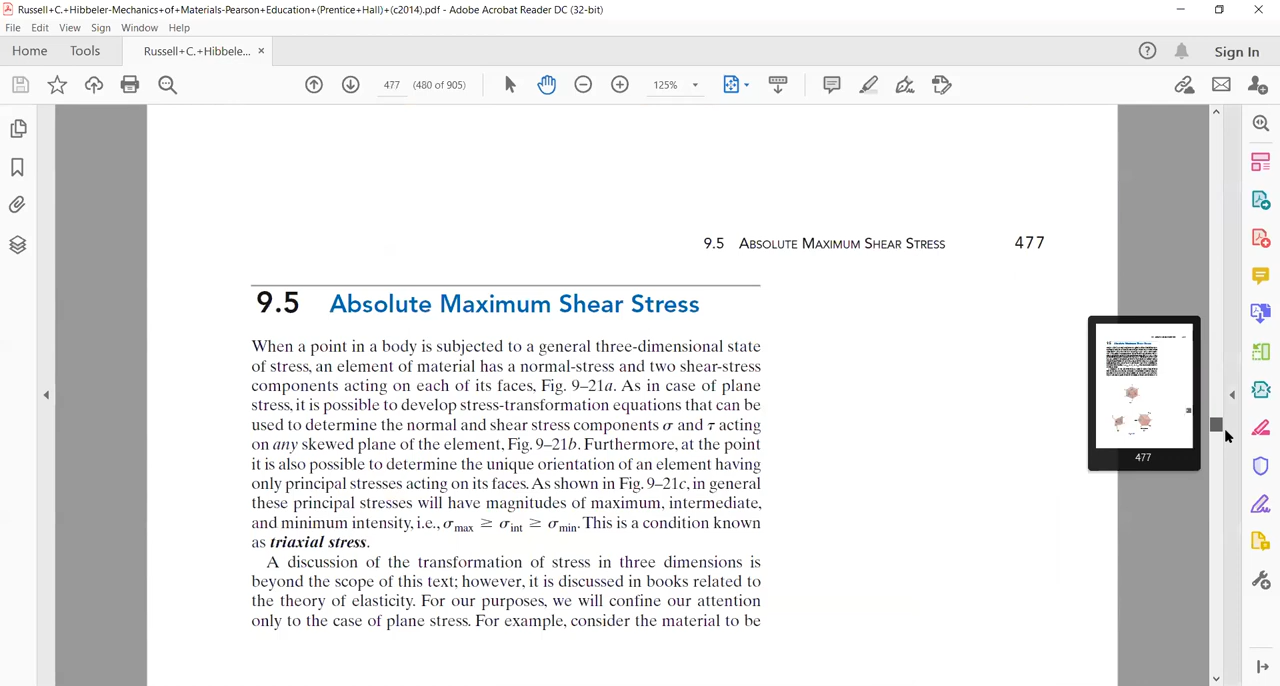 Russell+C.+Hibbeler-Mechanics+of+Materials-Pearson+Education+(Prentice+Hall)+(c2014).pdf - Adobe Acrobat Reader DC (32-bit)
File Edit View Sign Window Help
Home Tools Russell+C.+Hibbele... × Sign In
477 (480 of 905) 125%
9.5 ABSOLUTE MAXIMUM SHEAR STRESS 477
9.5 Absolute Maximum Shear Stress
When a point in a body is subjected to a general three-dimensional state
of stress, an element of material has a normal-stress and two shear-stress
components acting on each of its faces, Fig. 9–21a. As in case of plane
stress, it is possible to develop stress-transformation equations that can be
used to determine the normal and shear stress components σ and τ acting
on any skewed plane of the element, Fig. 9–21b. Furthermore, at the point
it is also possible to determine the unique orientation of an element having
only principal stresses acting on its faces. As shown in Fig. 9–21c, in general
these principal stresses will have magnitudes of maximum, intermediate,
and minimum intensity, i.e., σmax ≥ σint ≥ σmin. This is a condition known
as triaxial stress.
A discussion of the transformation of stress in three dimensions is
beyond the scope of this text; however, it is discussed in books related to
the theory of elasticity. For our purposes, we will confine our attention
only to the case of plane stress. For example, consider the material to be
477